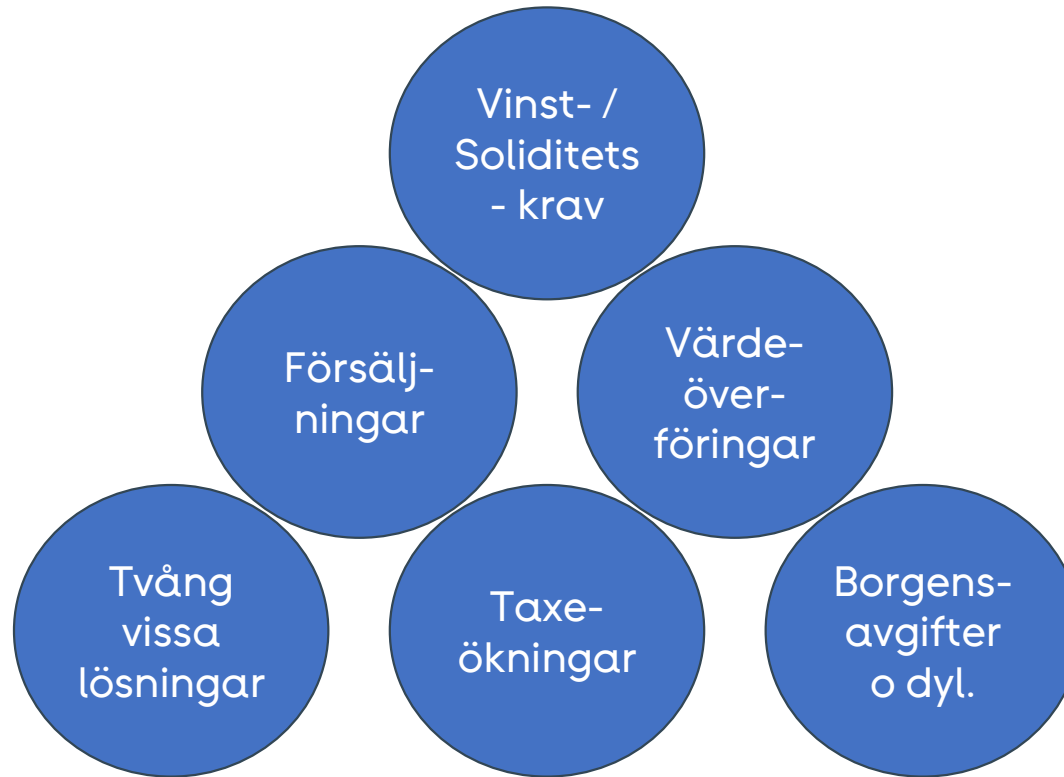 Vinst- /
Soliditets
- krav
Försälj-
ningar
Värde-
över-
föringar
Tvång
vissa
lösningar
Taxe-
ökningar
Borgens-
avgifter
o dyl.